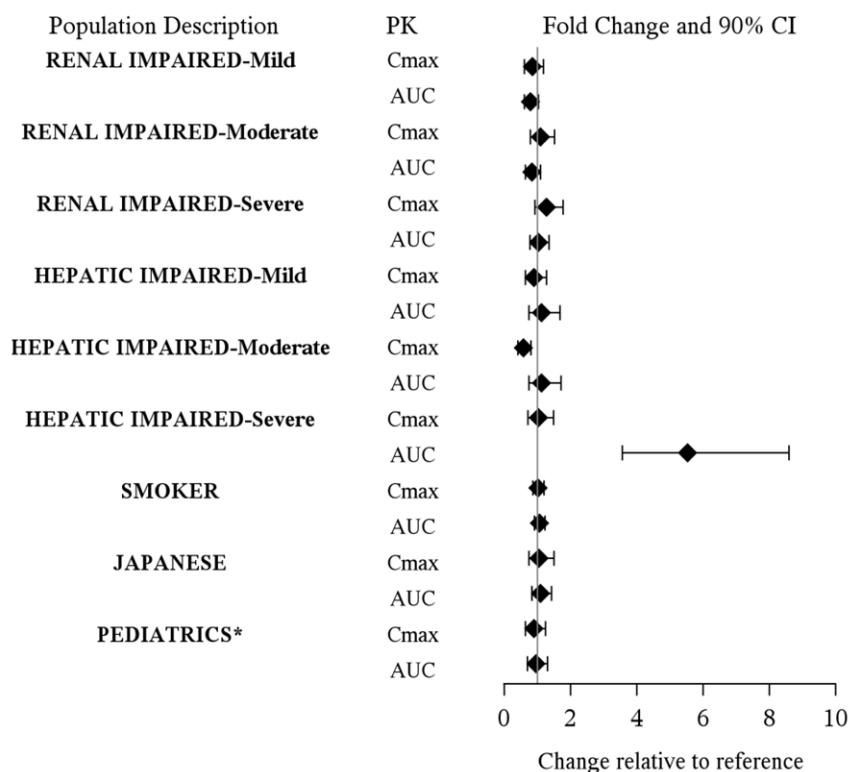 Population Description PK Fold Change and 90% CI
RENAL IMPAIRED-Mild Cmax
AUC
RENAL IMPAIRED-Moderate Cmax
AUC
RENAL IMPAIRED-Severe Cmax
AUC
HEPATIC IMPAIRED-Mild Cmax
AUC
HEPATIC IMPAIRED-Moderate Cmax
AUC
HEPATIC IMPAIRED-Severe Cmax
AUC
SMOKER Cmax
AUC
JAPANESE Cmax
AUC
PEDIATRICS* Cmax
AUC
0 2 4 6 8 10
Change relative to reference